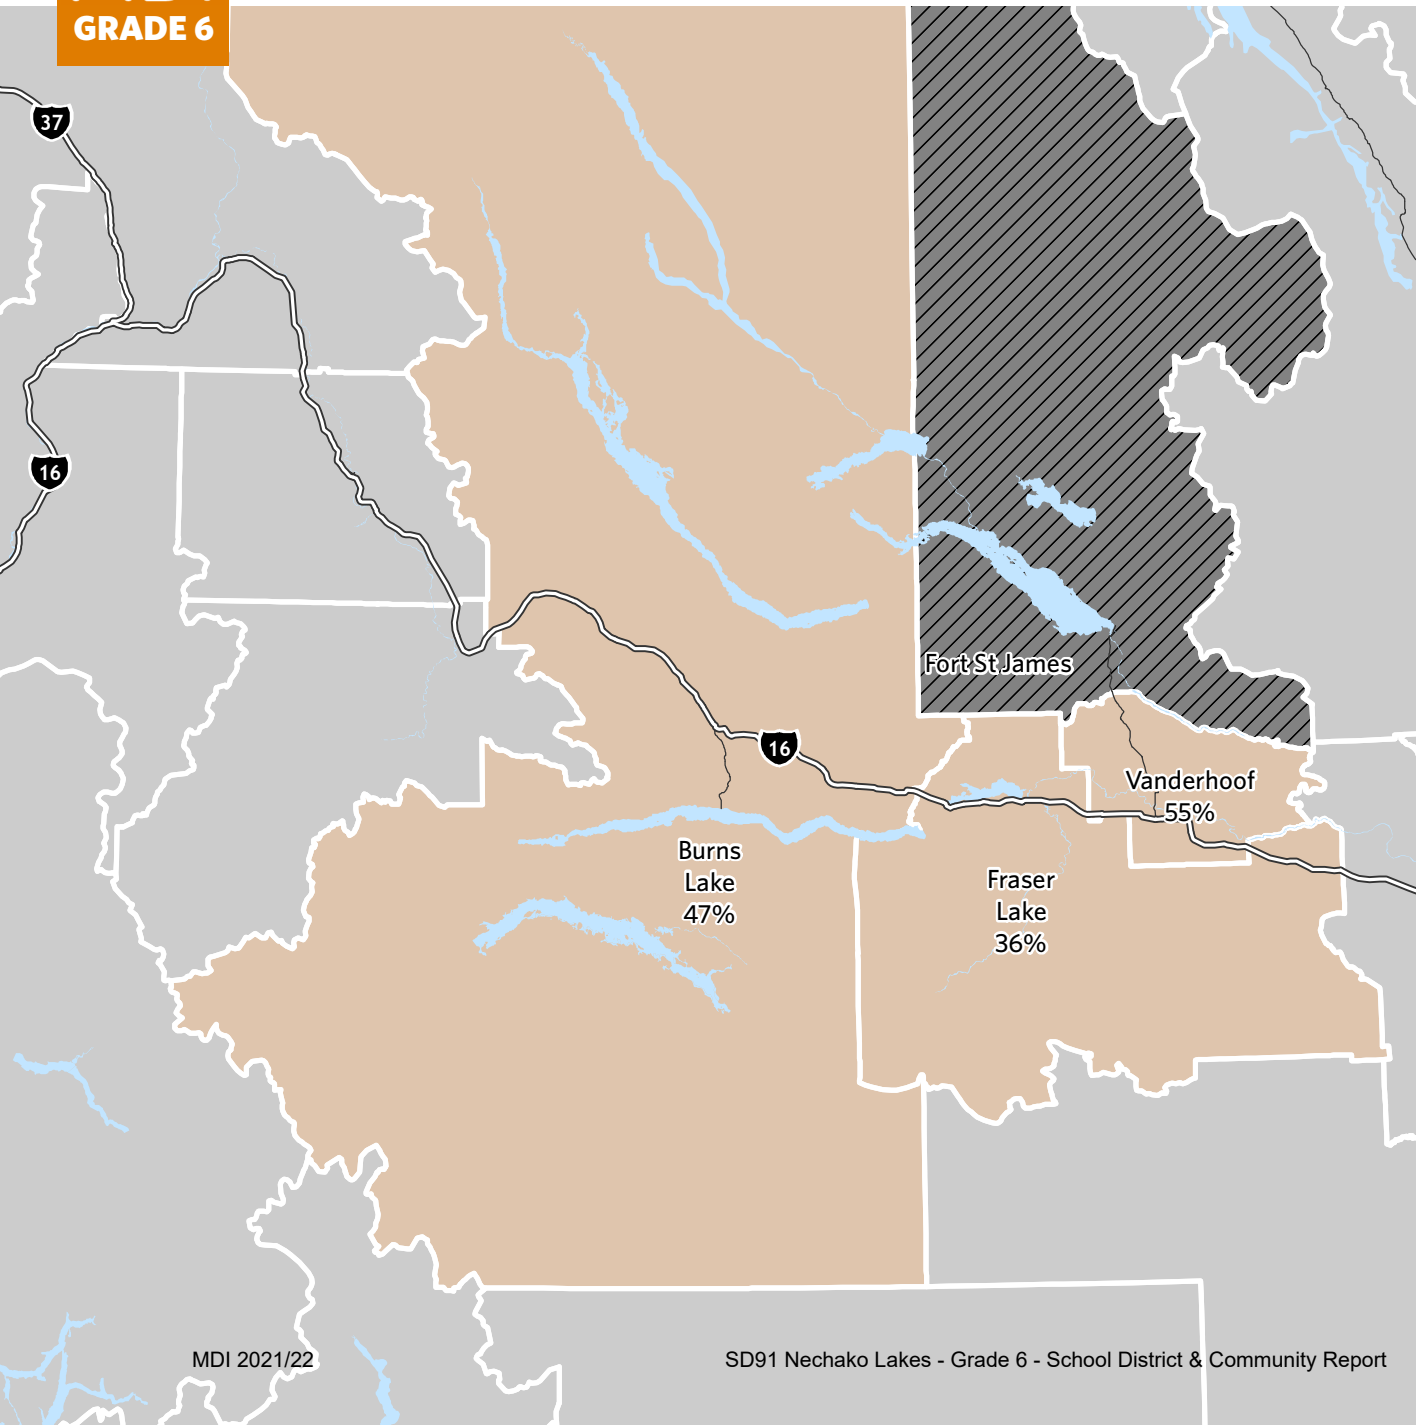 GRADE 6
37
16
Fort St James
16
Vanderhoof
55%
Burns
Lake
47%
Fraser
Lake
36%
MDI 2021/22
SD91 Nechako Lakes - Grade 6 - School District & Community Report